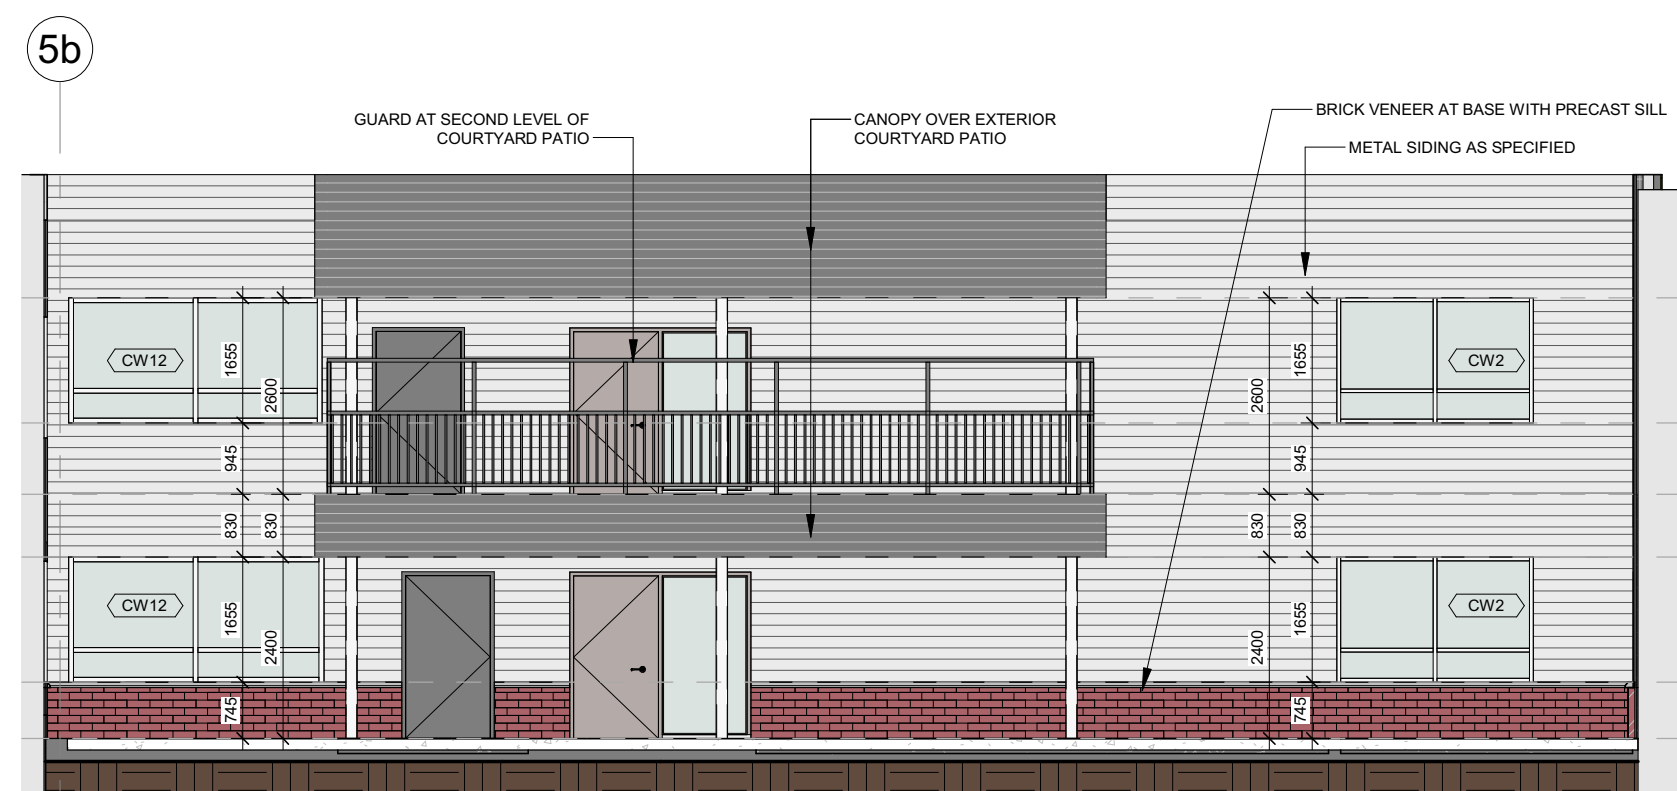 5b
GUARD AT SECOND LEVEL OF
COURTYARD PATIO
CANOPY OVER EXTERIOR
COURTYARD PATIO
BRICK VENEER AT BASE WITH PRECAST SILL
METAL SIDING AS SPECIFIED
CW12
1655
2600
945
830
830
CW12
1655
2400
745
2600
1655
CW2
945
830
830
2400
1655
CW2
745